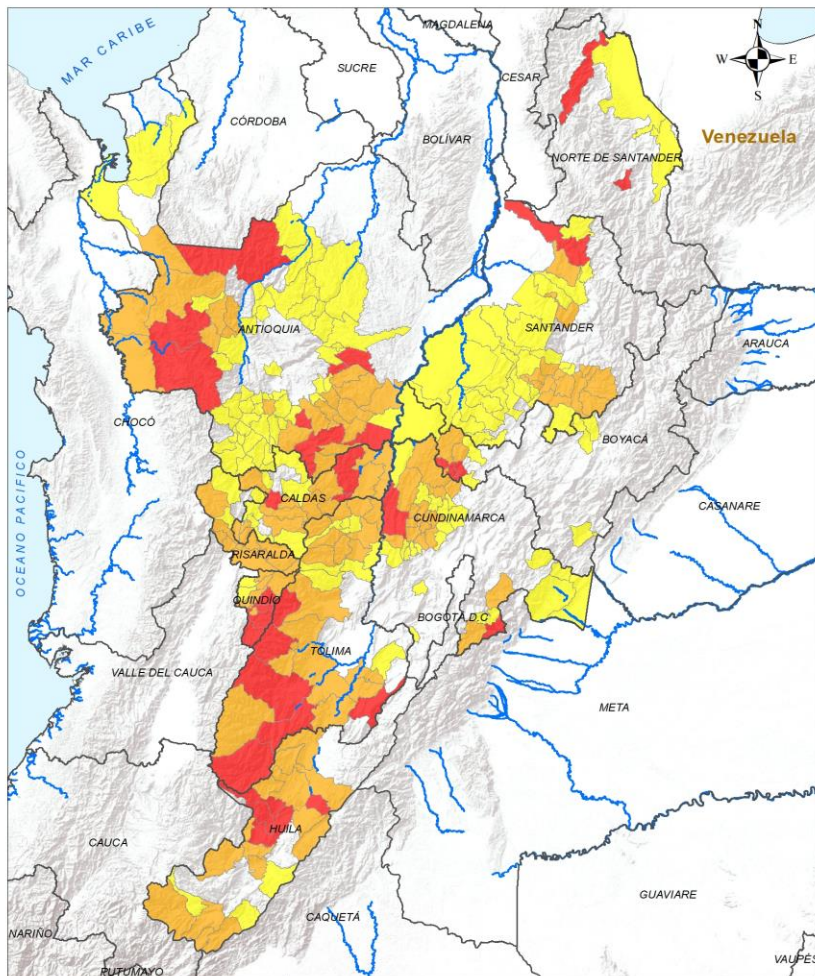 MAGDALENA
N
W E
S
MAR CARIBE
SUCRE
CESAR
CÓRDOBA
BOLÍVAR
Venezuela
NORTE DE SANTANDER
ANTIOQUIA
SANTANDER
ARAUCA
CHOCÓ
BOYACÁ
OCEANO PACIFICO
CALDAS
CUNDINAMARCA
CASANARE
RISARALDA
QUINDÍO
BOGOTÁ, D.C
TOLIMA
VALLE DEL CAUCA
META
HUILA
CAUCA
GUAVIARE
CAQUETÁ
NARIÑO
PUTUMAYO
VAUPÉS